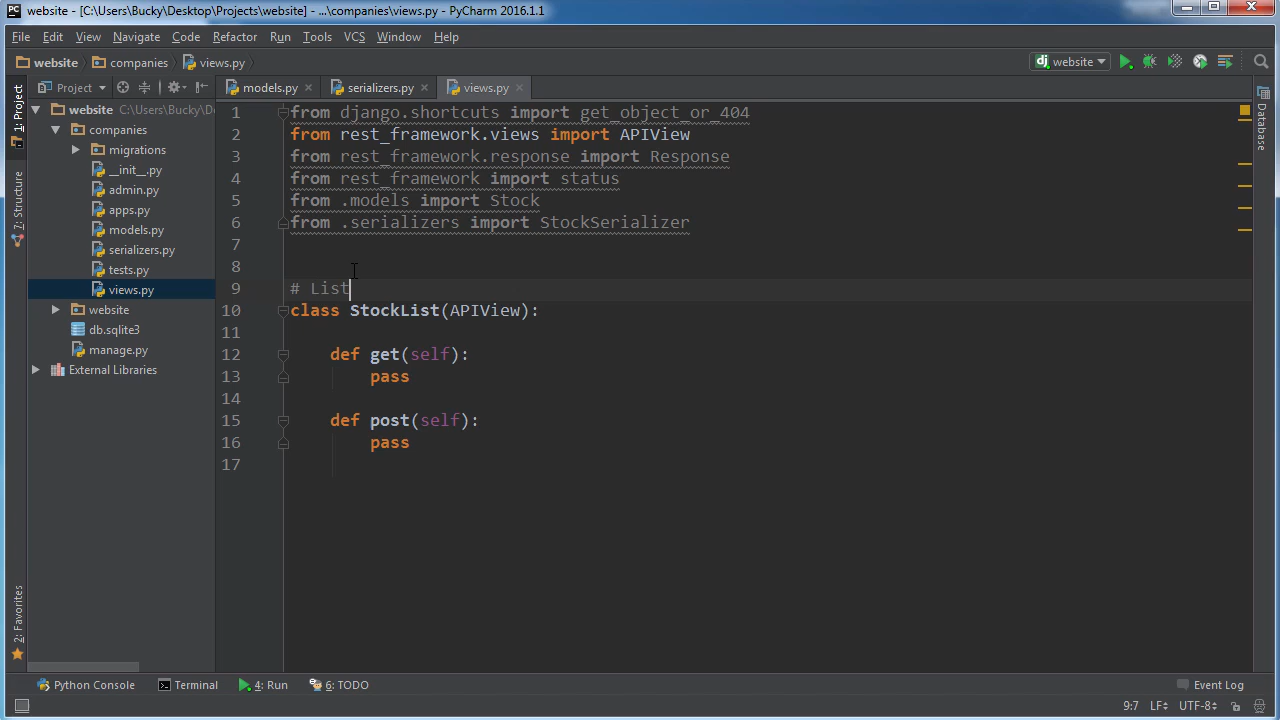 PC website - [C:\Users\Bucky\Desktop\Projects\website] - ...\companies\views.py - PyCharm 2016.1.1
File Edit View Navigate Code Refactor Run Tools VCS Window Help
website companies views.py dj website
Project models.py serializers.py views.py
1: Project
7: Structure
2: Favorites
Database
website C:\Users\Bucky\D
companies
migrations
__init__.py
admin.py
apps.py
models.py
serializers.py
tests.py
views.py
website
db.sqlite3
manage.py
External Libraries
1 from django.shortcuts import get_object_or_404
2 from rest_framework.views import APIView
3 from rest_framework.response import Response
4 from rest_framework import status
5 from .models import Stock
6 from .serializers import StockSerializer
7
8
9 # List
10 class StockList(APIView):
11
12 def get(self):
13 pass
14
15 def post(self):
16 pass
17
Python Console Terminal 4: Run 6: TODO Event Log
9:7 LF UTF-8